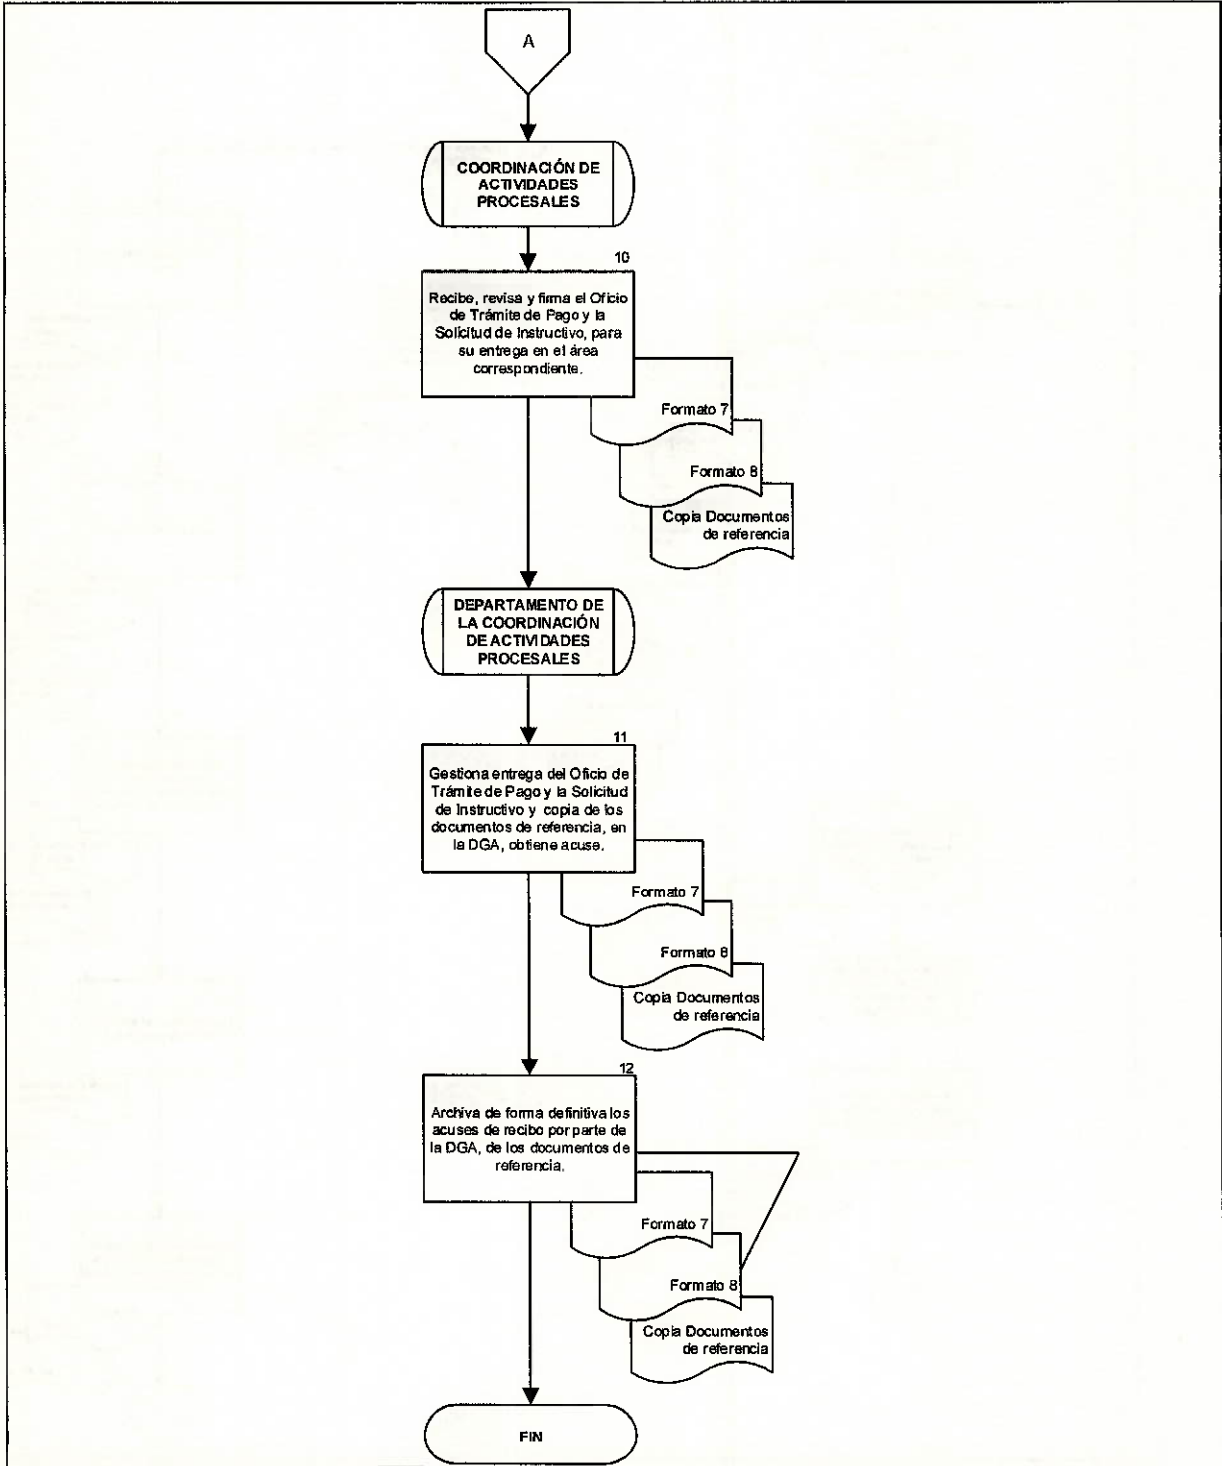 A
COORDINACIÓN DE
ACTIVIDADES
PROCESALES
10
Recibe, revisa y firma el Oficio
de Trámite de Pago y la
Solicitud de Instructivo, para
su entrega en el área
correspondiente.
Formato 7
Formato 8
Copia Documentos
de referencia
DEPARTAMENTO DE
LA COORDINACIÓN
DE ACTIVIDADES
PROCESALES
11
Gestiona entrega del Oficio de
Trámite de Pago y la Solicitud
de Instructivo y copia de los
documentos de referencia, en
la DGA, obtiene acuse.
Formato 7
Formato 8
Copia Documentos
de referencia
12
Archiva de forma definitiva los
acuses de recibo por parte de
la DGA, de los documentos de
referencia.
Formato 7
Formato 8
Copia Documentos
de referencia
FIN